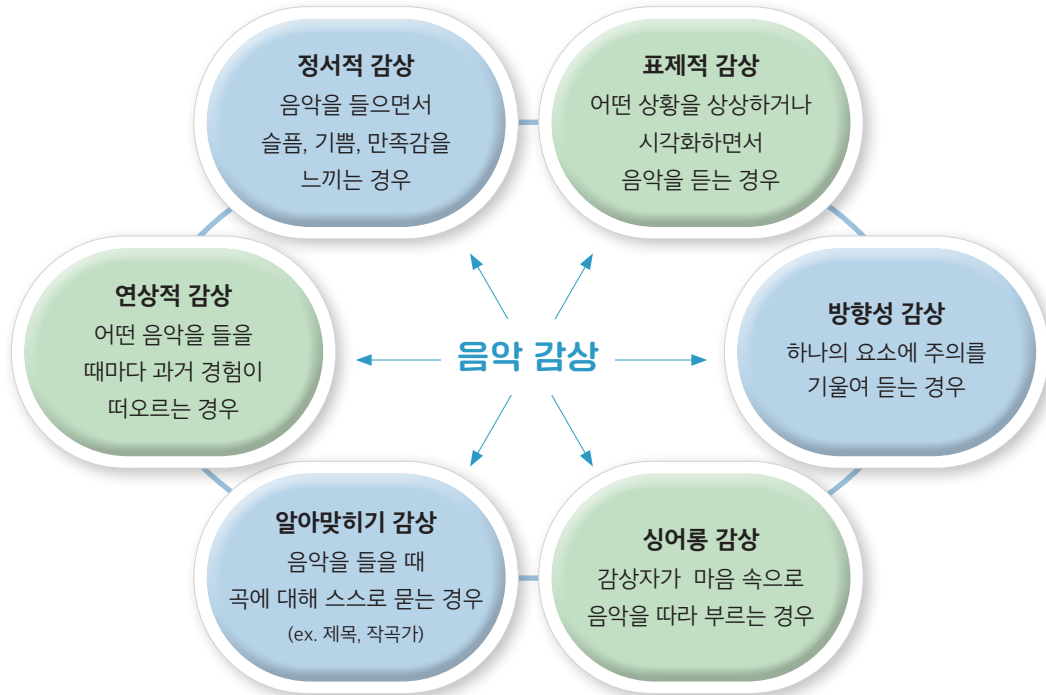 정서적 감상
음악을 들으면서
슬픔, 기쁨, 만족감을
느끼는 경우
표제적 감상
어떤 상황을 상상하거나
시각화하면서
음악을 듣는 경우
연상적 감상
어떤 음악을 들을
때마다 과거 경험이
떠오르는 경우
음악 감상
방향성 감상
하나의 요소에 주의를
기울여 듣는 경우
알아맞히기 감상
음악을 들을 때
곡에 대해 스스로 묻는 경우
(ex. 제목, 작곡가)
싱어롱 감상
감상자가 마음 속으로
음악을 따라 부르는 경우